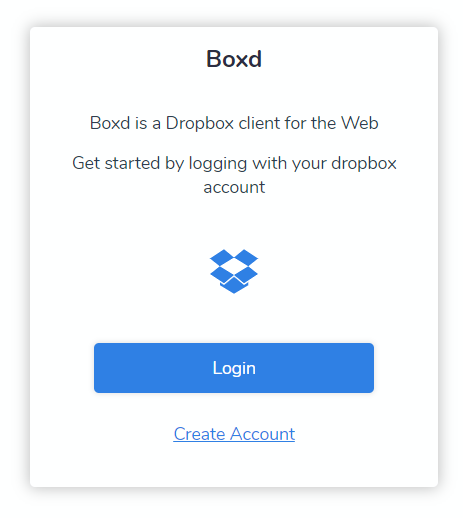 Boxd
Boxd is a Dropbox client for the Web
Get started by logging with your dropbox
account
Login
Create Account